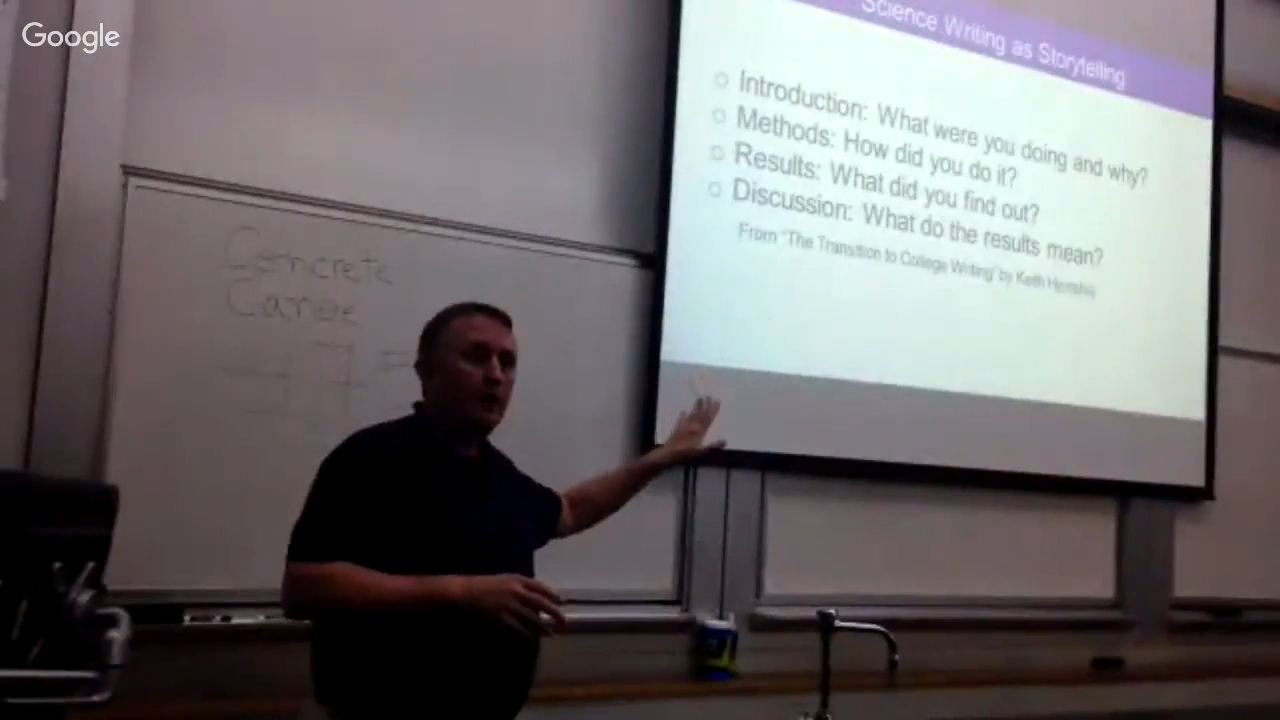 Google
Science Writing as Storytelling
Introduction: What were you doing and why?
Methods: How did you do it?
Results: What did you find out?
Discussion: What do the results mean?
From "The Transition to College Writing" by Keith
Concrete
Canoe